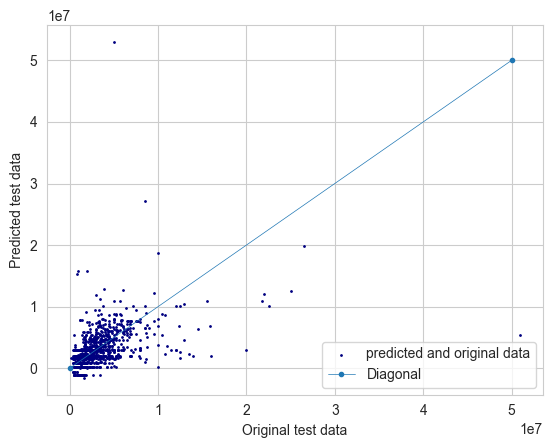 1e7
5
4
3
2
1
0
Predicted test data
predicted and original data
Diagonal
0 1 2 3 4 5
1e7
Original test data